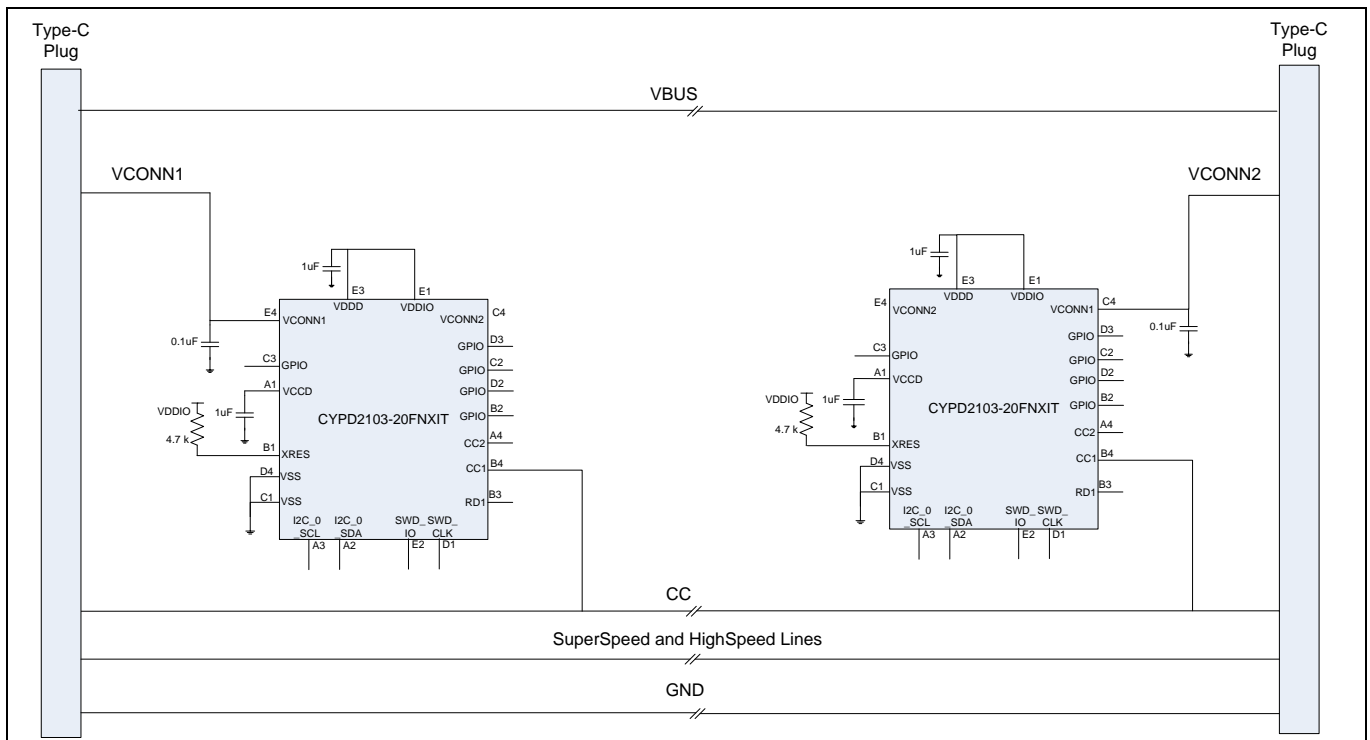 Type-C
Plug
Type-C
Plug
VBUS
VCONN1
VCONN2
1uF
E3
E1
VDDD
VDDIO
E4
VCONN1
VCONN2
C4
0.1uF
C3
GPIO
GPIO
D3
GPIO
C2
A1
VCCD
GPIO
D2
VDDIO
1uF
GPIO
B2
CYPD2103-20FNXIT
4.7 k
CC2
A4
B1
XRES
CC1
B4
D4
VSS
C1
VSS
RD1
B3
I2C_0
_SCL
I2C_0
_SDA
SWD_
IO
SWD_
CLK
A3
A2
E2
D1
1uF
E3
E1
VDDD
VDDIO
E4
VCONN2
VCONN1
C4
0.1uF
GPIO
D3
C3
GPIO
GPIO
C2
A1
VCCD
GPIO
D2
VDDIO
1uF
GPIO
B2
CYPD2103-20FNXIT
4.7 k
CC2
A4
B1
XRES
CC1
B4
D4
VSS
C1
VSS
RD1
B3
I2C_0
_SCL
I2C_0
_SDA
SWD_
IO
SWD_
CLK
A3
A2
E2
D1
CC
SuperSpeed and HighSpeed Lines
GND